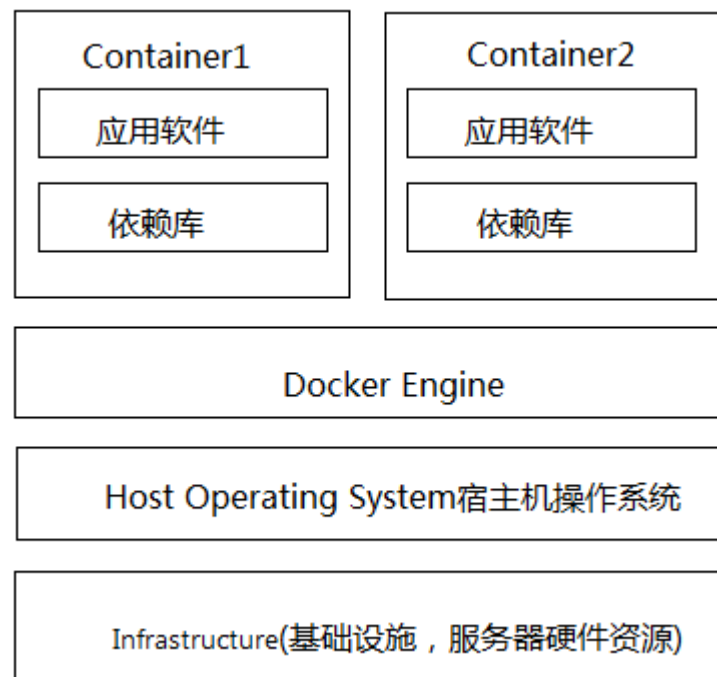 Container1
应用软件
依赖库
Container2
应用软件
依赖库
Docker Engine
Host Operating System宿主机操作系统
Infrastructure(基础设施，服务器硬件资源)